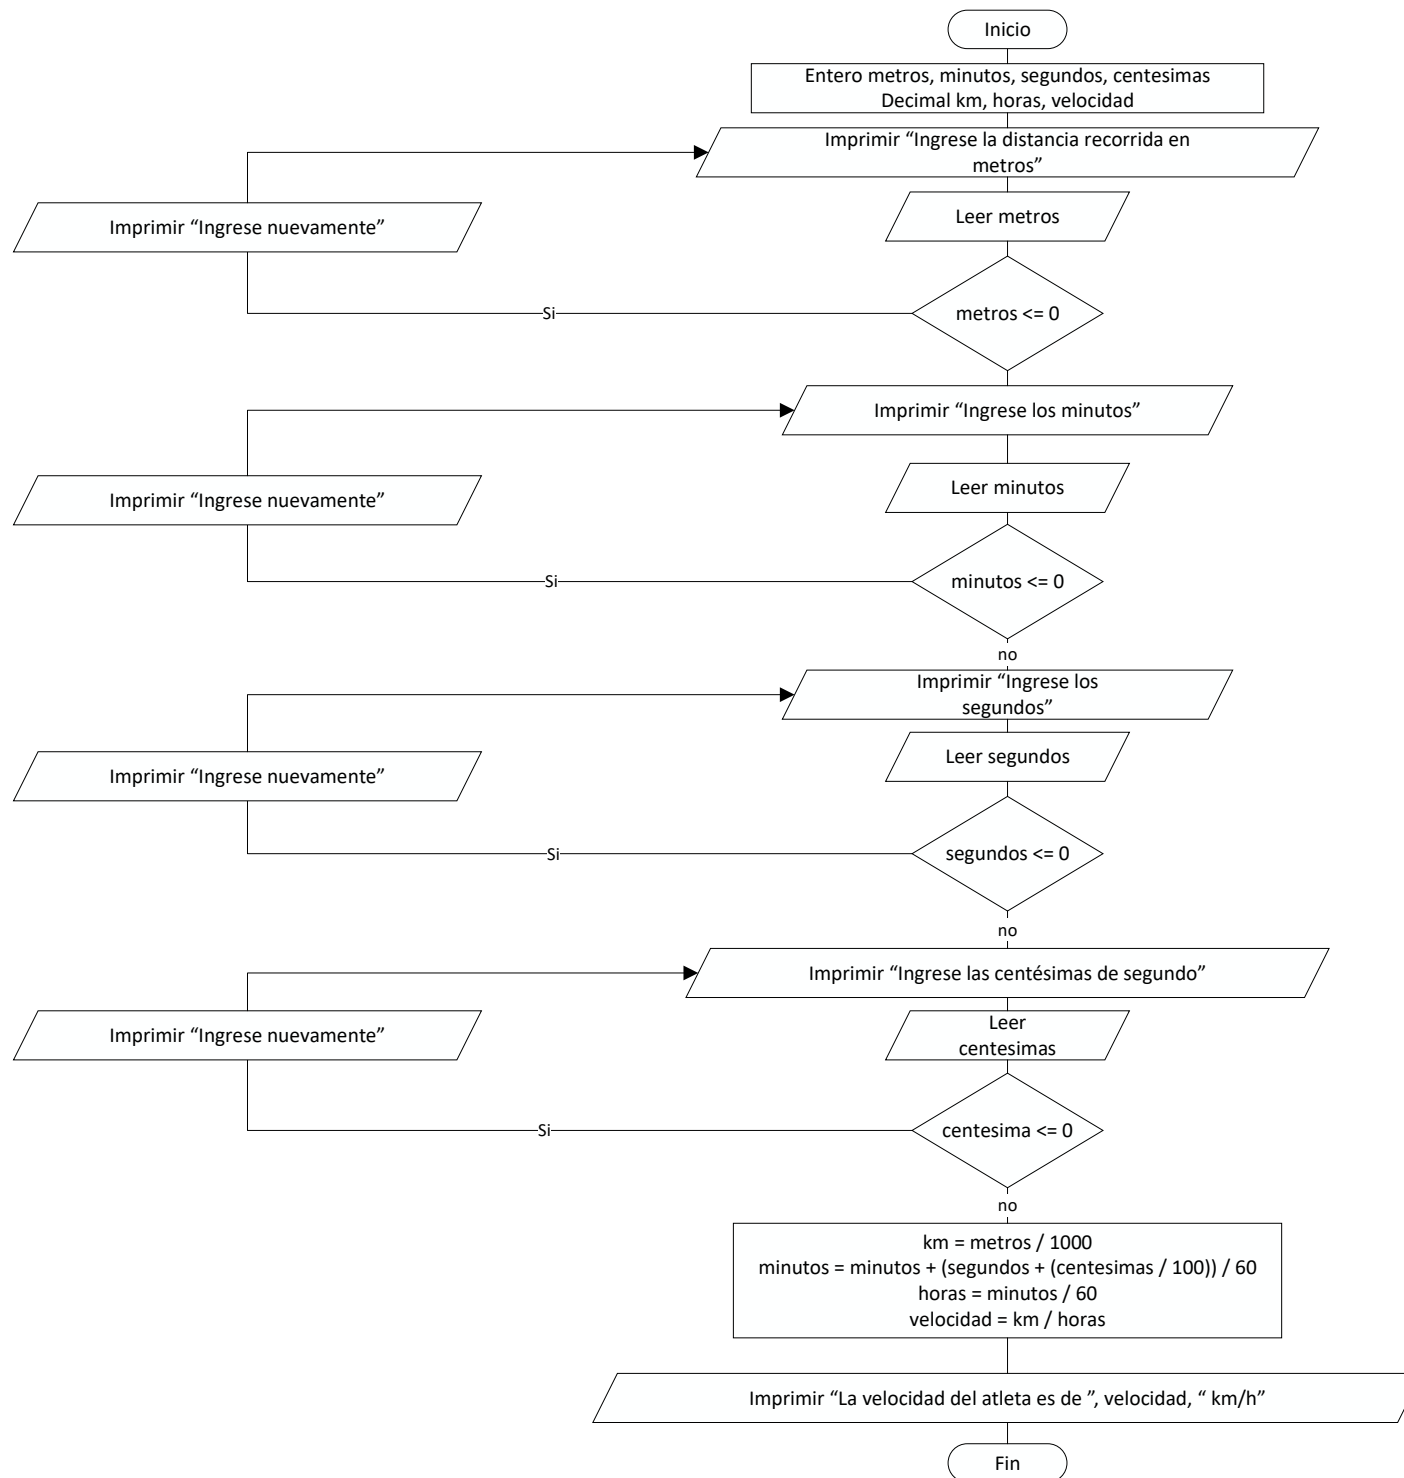 Inicio
Entero metros, minutos, segundos, centesimas
Decimal km, horas, velocidad
Imprimir “Ingrese la distancia recorrida en
metros”
Leer metros
Imprimir “Ingrese nuevamente”
Si
metros <= 0
Imprimir “Ingrese los minutos”
Leer minutos
Imprimir “Ingrese nuevamente”
Si
minutos <= 0
no
Imprimir “Ingrese los
segundos”
Leer segundos
Imprimir “Ingrese nuevamente”
Si
segundos <= 0
no
Imprimir “Ingrese las centésimas de segundo”
Leer
centesimas
Imprimir “Ingrese nuevamente”
Si
centesima <= 0
no
km = metros / 1000
minutos = minutos + (segundos + (centesimas / 100)) / 60
horas = minutos / 60
velocidad = km / horas
Imprimir “La velocidad del atleta es de ”, velocidad, “ km/h”
Fin